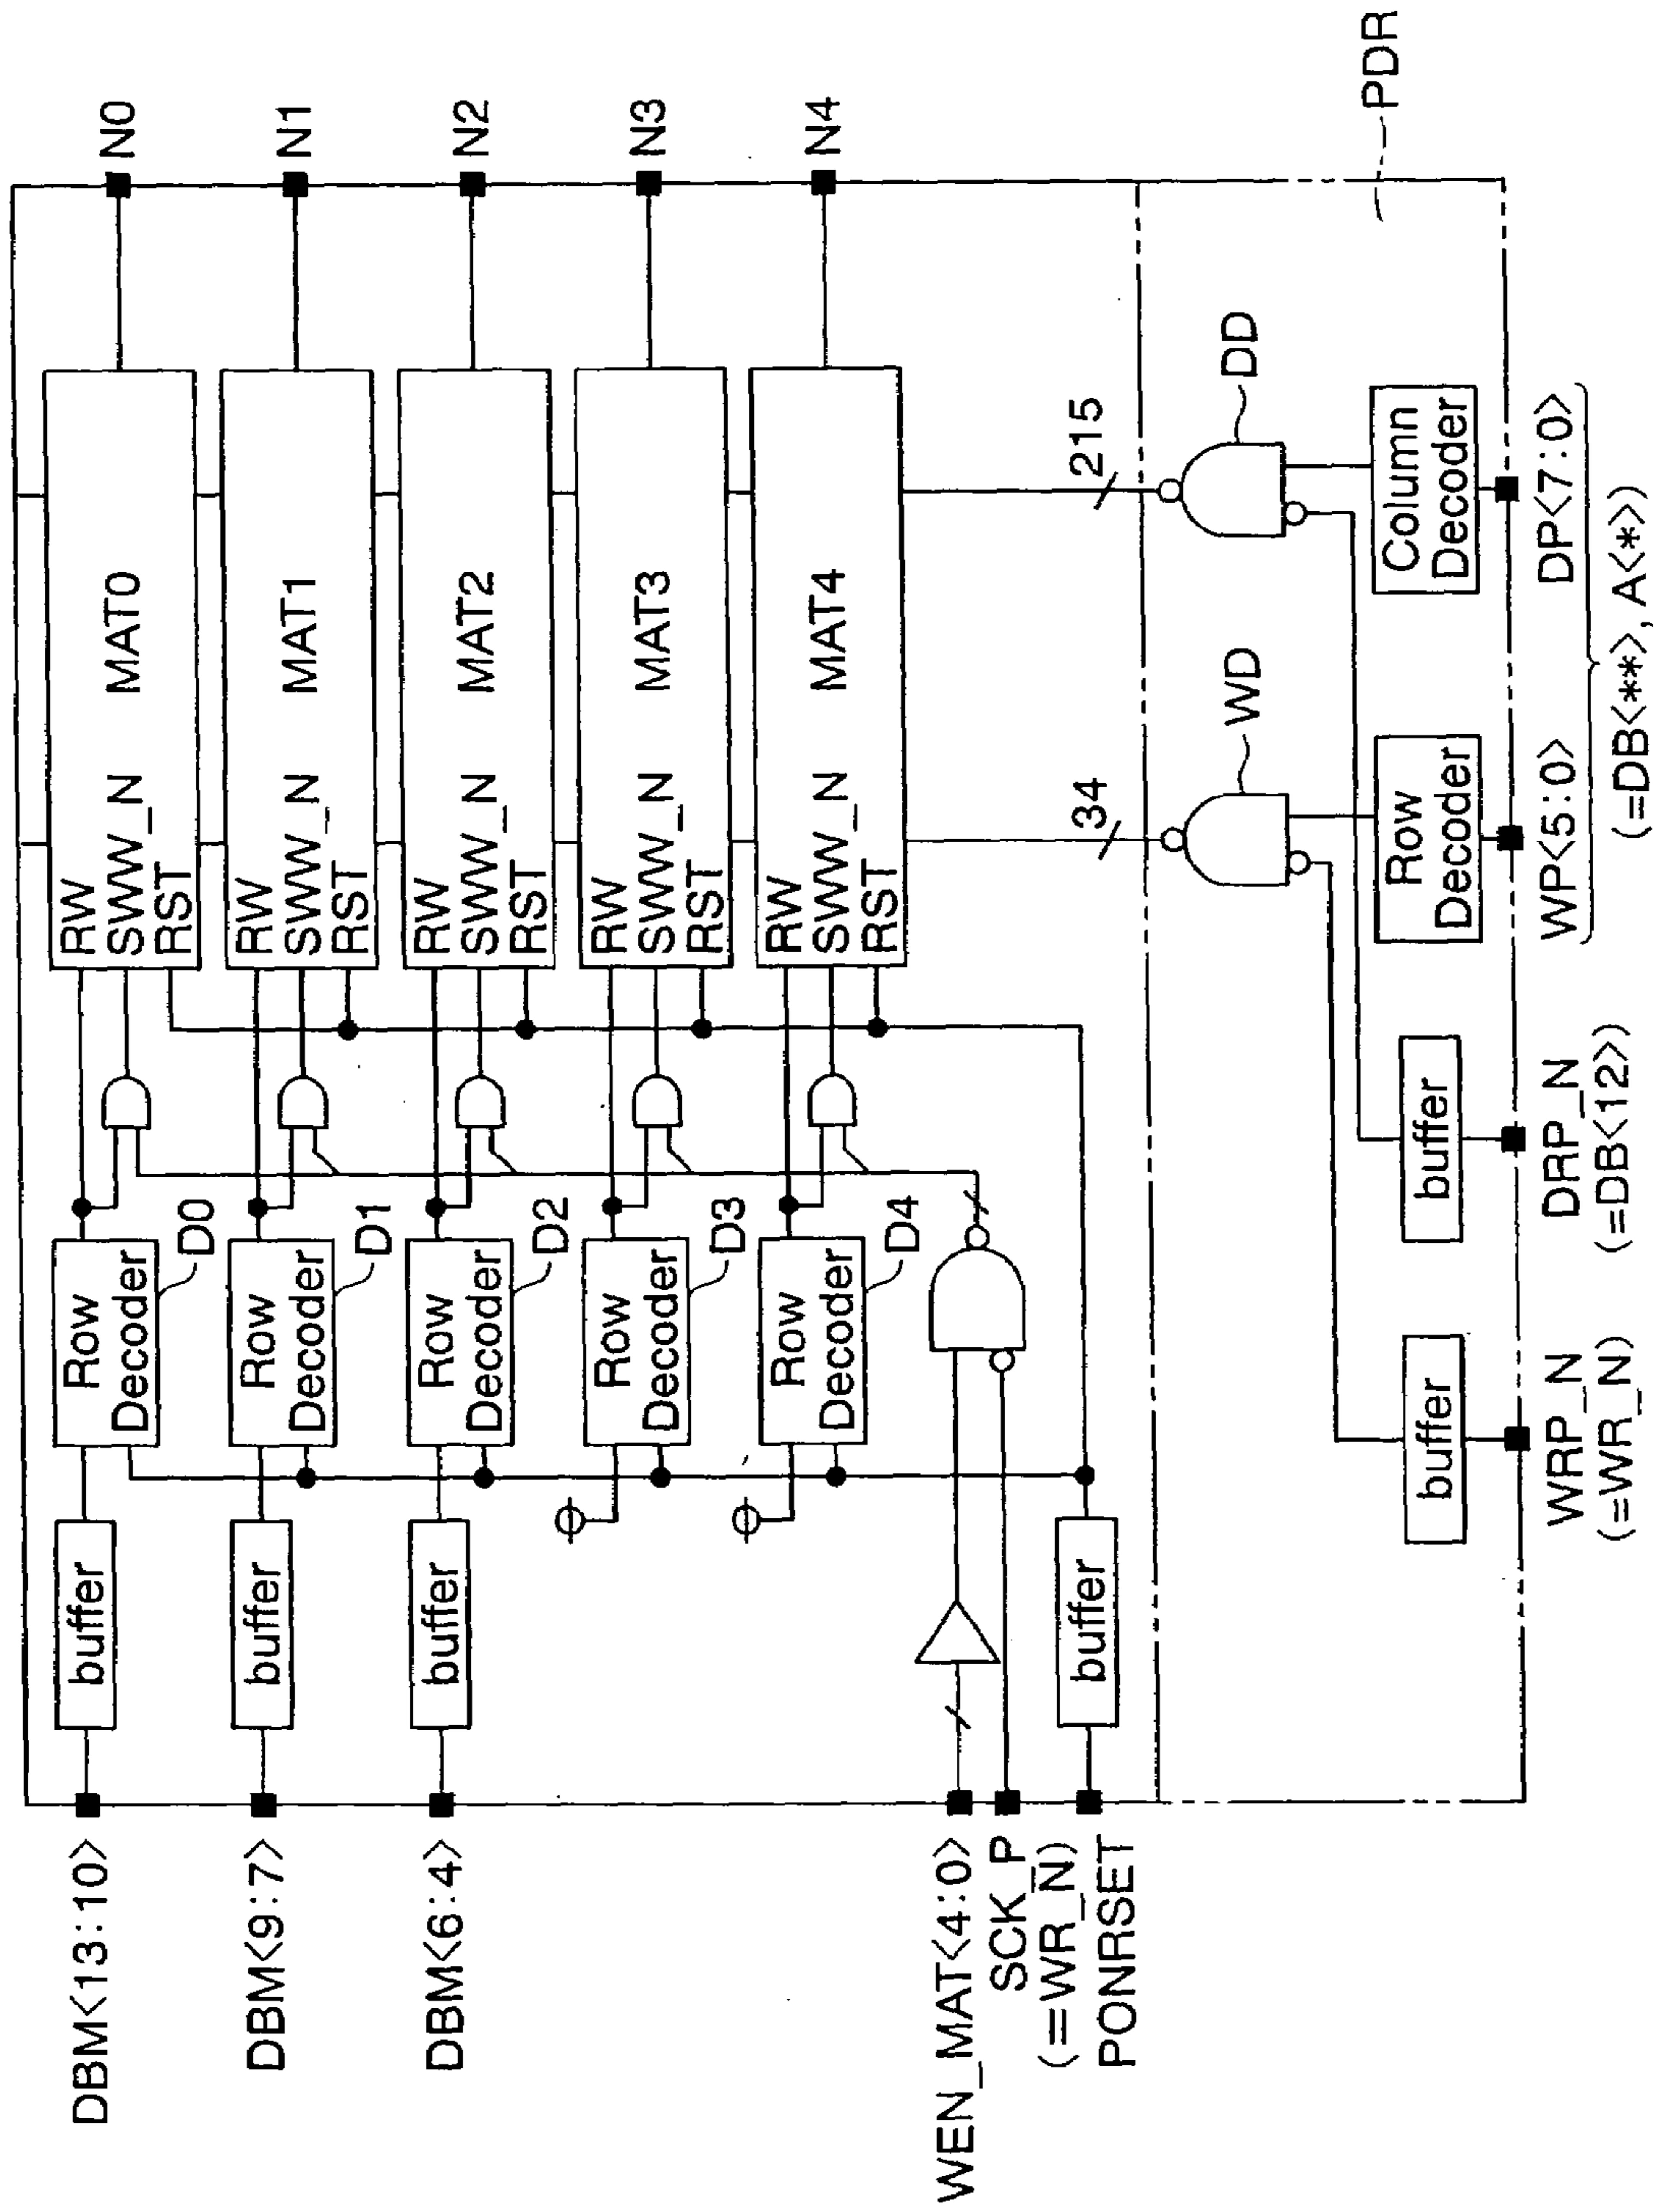 DBM<13:10>
buffer
Row
Decoder
D0
RW
SWW_N
RST
MAT0
N0
DBM<9:7>
buffer
Row
Decoder
D1
RW
SWW_N
RST
MAT1
N1
DBM<6:4>
buffer
Row
Decoder
D2
RW
SWW_N
RST
MAT2
N2
Row
Decoder
D3
RW
SWW_N
RST
MAT3
N3
Row
Decoder
D4
RW
SWW_N
RST
MAT4
N4
WEN_MAT<4:0>
SCK_P
(=WR_N)
PONRSET
buffer
34
215
WD
DD
PDR
buffer
buffer
Row
Decoder
Column
Decoder
WRP_N
(=WR_N)
DRP_N
(=DB<12>)
WP<5:0>
DP<7:0>
(=DB<**>, A<*>)